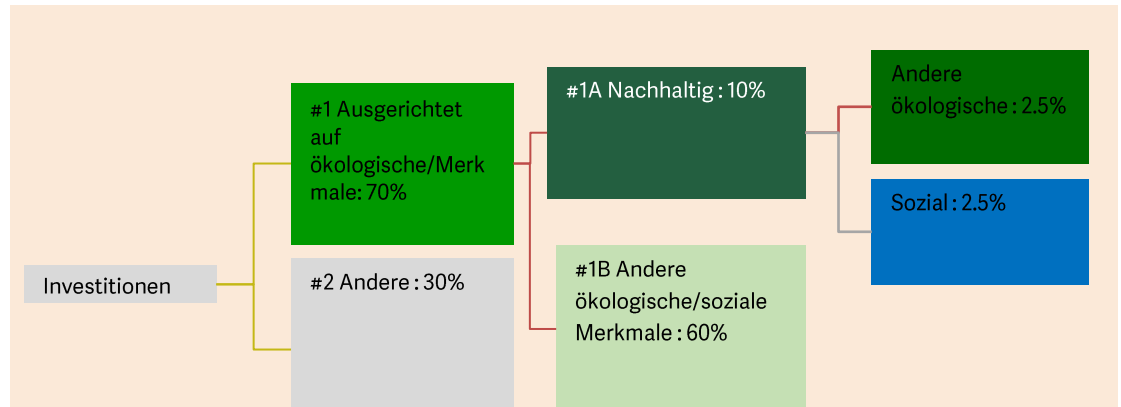 Investitionen
#1 Ausgerichtet
auf
ökologische/Merk
male: 70%
#2 Andere : 30%
#1A Nachhaltig : 10%
#1B Andere
ökologische/soziale
Merkmale : 60%
Andere
ökologische : 2.5%
Sozial : 2.5%